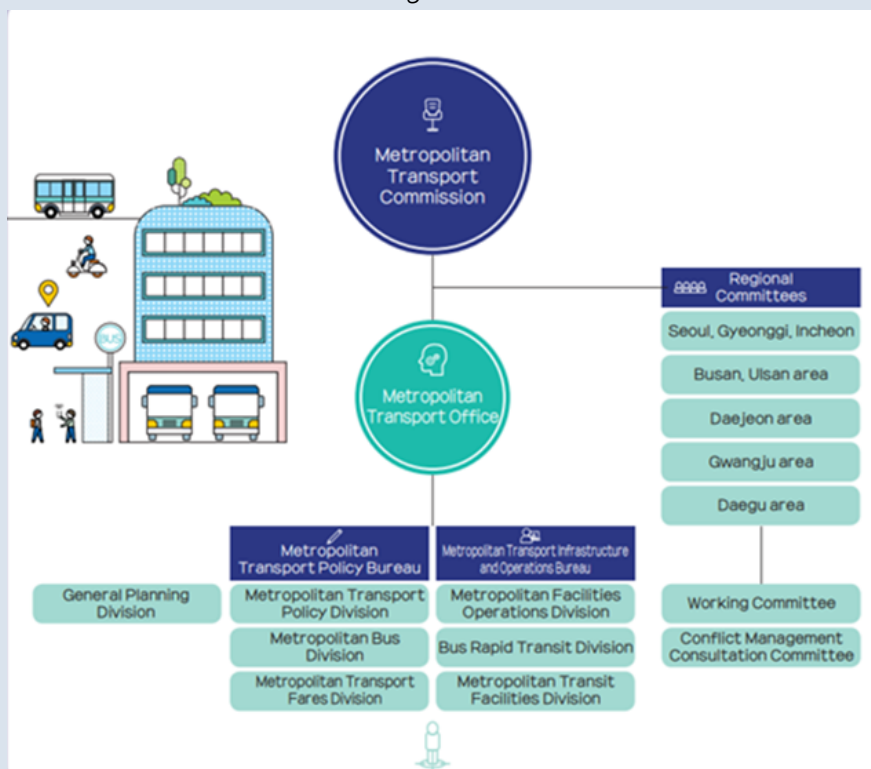 Metropolitan
Transport
Commission
Regional
Committees
Seoul, Gyeonggi, Incheon
Busan, Ulsan area
Daejeon area
Gwangju area
Daegu area
Metropolitan
Transport Office
BUS
Metropolitan
Transport Policy Bureau
Metropolitan Transport Infrastructure
and Operations Bureau
General Planning
Division
Metropolitan Transport
Policy Division
Metropolitan Bus
Division
Metropolitan Transport
Fares Division
Metropolitan Facilities
Operations Division
Bus Rapid Transit Division
Metropolitan Transit
Facilities Division
Working Committee
Conflict Management
Consultation Committee